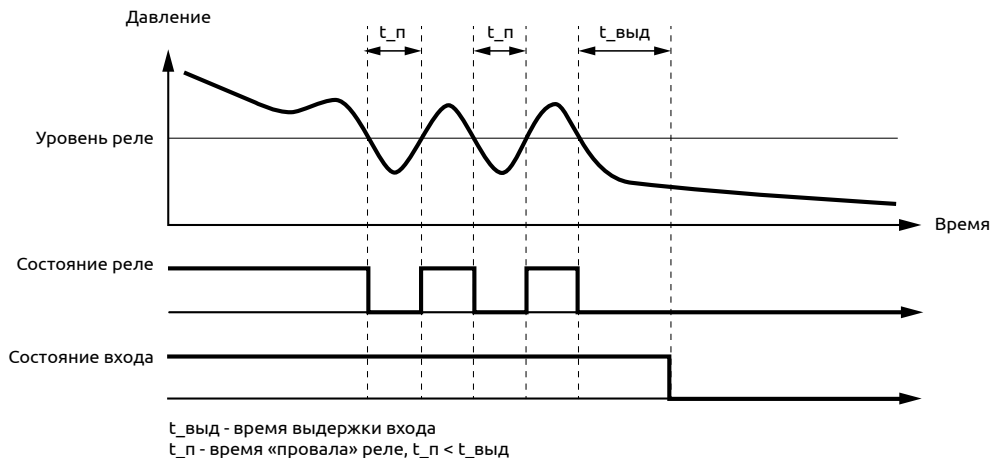 Давление
t_п
t_п
t_выд
Уровень реле
Время
Состояние реле
Состояние входа
t_выд - время выдержки входа
t_п - время «провала» реле, t_п < t_выд